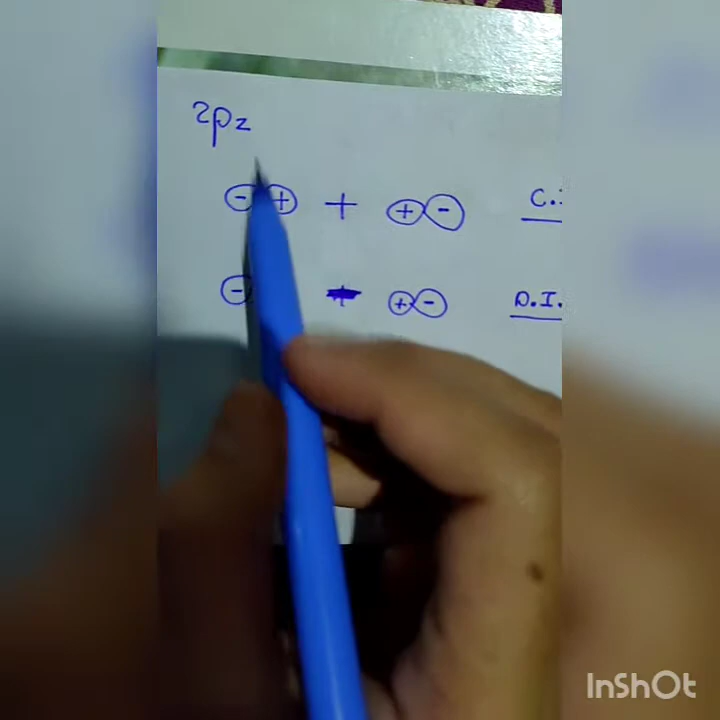 2pz
- + + + - C.I
- + + - D.I.
InShOt